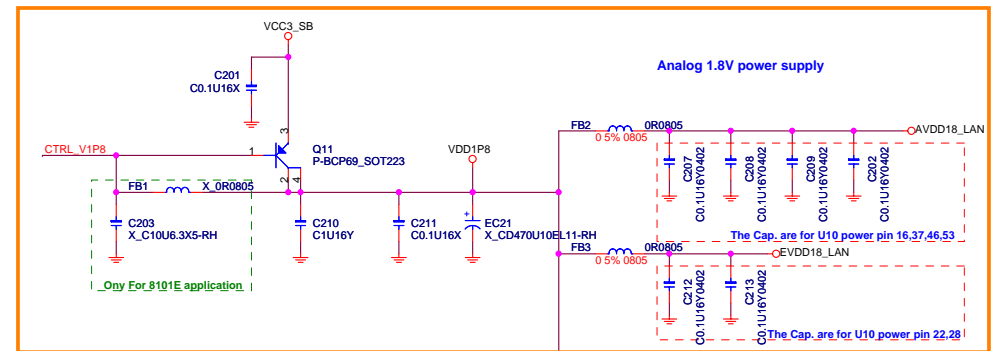 VCC3_SB
Analog 1.8V power supply
C201
C0.1U16X
3
CTRL_V1P8
1
Q11
P-BCP69_SOT223
2
4
VDD1P8
FB1
X_0R0805
C203
X_C10U6.3X5-RH
Ony For 8101E application
C210
C1U16Y
C211
C0.1U16X
+
EC21
X_CD470U10EL11-RH
FB2
0R0805
0 5% 0805
AVDD18_LAN
C207
C0.1U16Y0402
C208
C0.1U16Y0402
C209
C0.1U16Y0402
C202
C0.1U16Y0402
The Cap. are for U10 power pin 16,37,46,53
FB3
0R0805
0 5% 0805
EVDD18_LAN
C212
C0.1U16Y0402
C213
C0.1U16Y0402
The Cap. are for U10 power pin 22,28